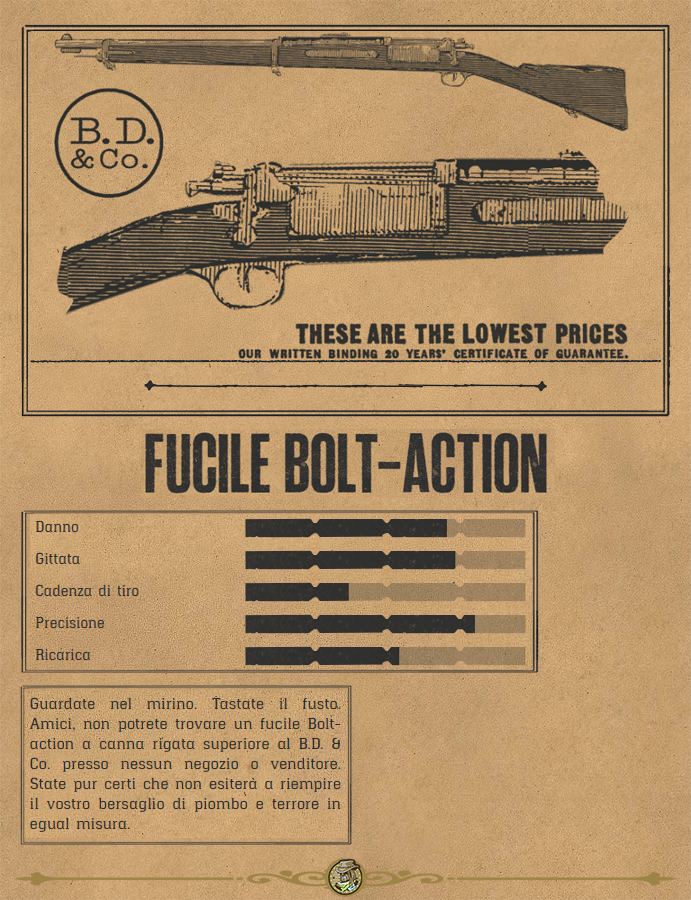 B.D.
& Co.
THESE ARE THE LOWEST PRICES
OUR WRITTEN BINDING 20 YEARS' CERTIFICATE OF GUARANTEE.
FUCILE BOLT-ACTION
Danno
Gittata
Cadenza di tiro
Precisione
Ricarica
Guardate nel mirino. Tastate il fusto.
Amici, non potrete trovare un fucile Bolt-
action a canna rigata superiore al B.D. &
Co. presso nessun negozio o venditore.
State pur certi che non esiterà a riempire
il vostro bersaglio di piombo e terrore in
egual misura.